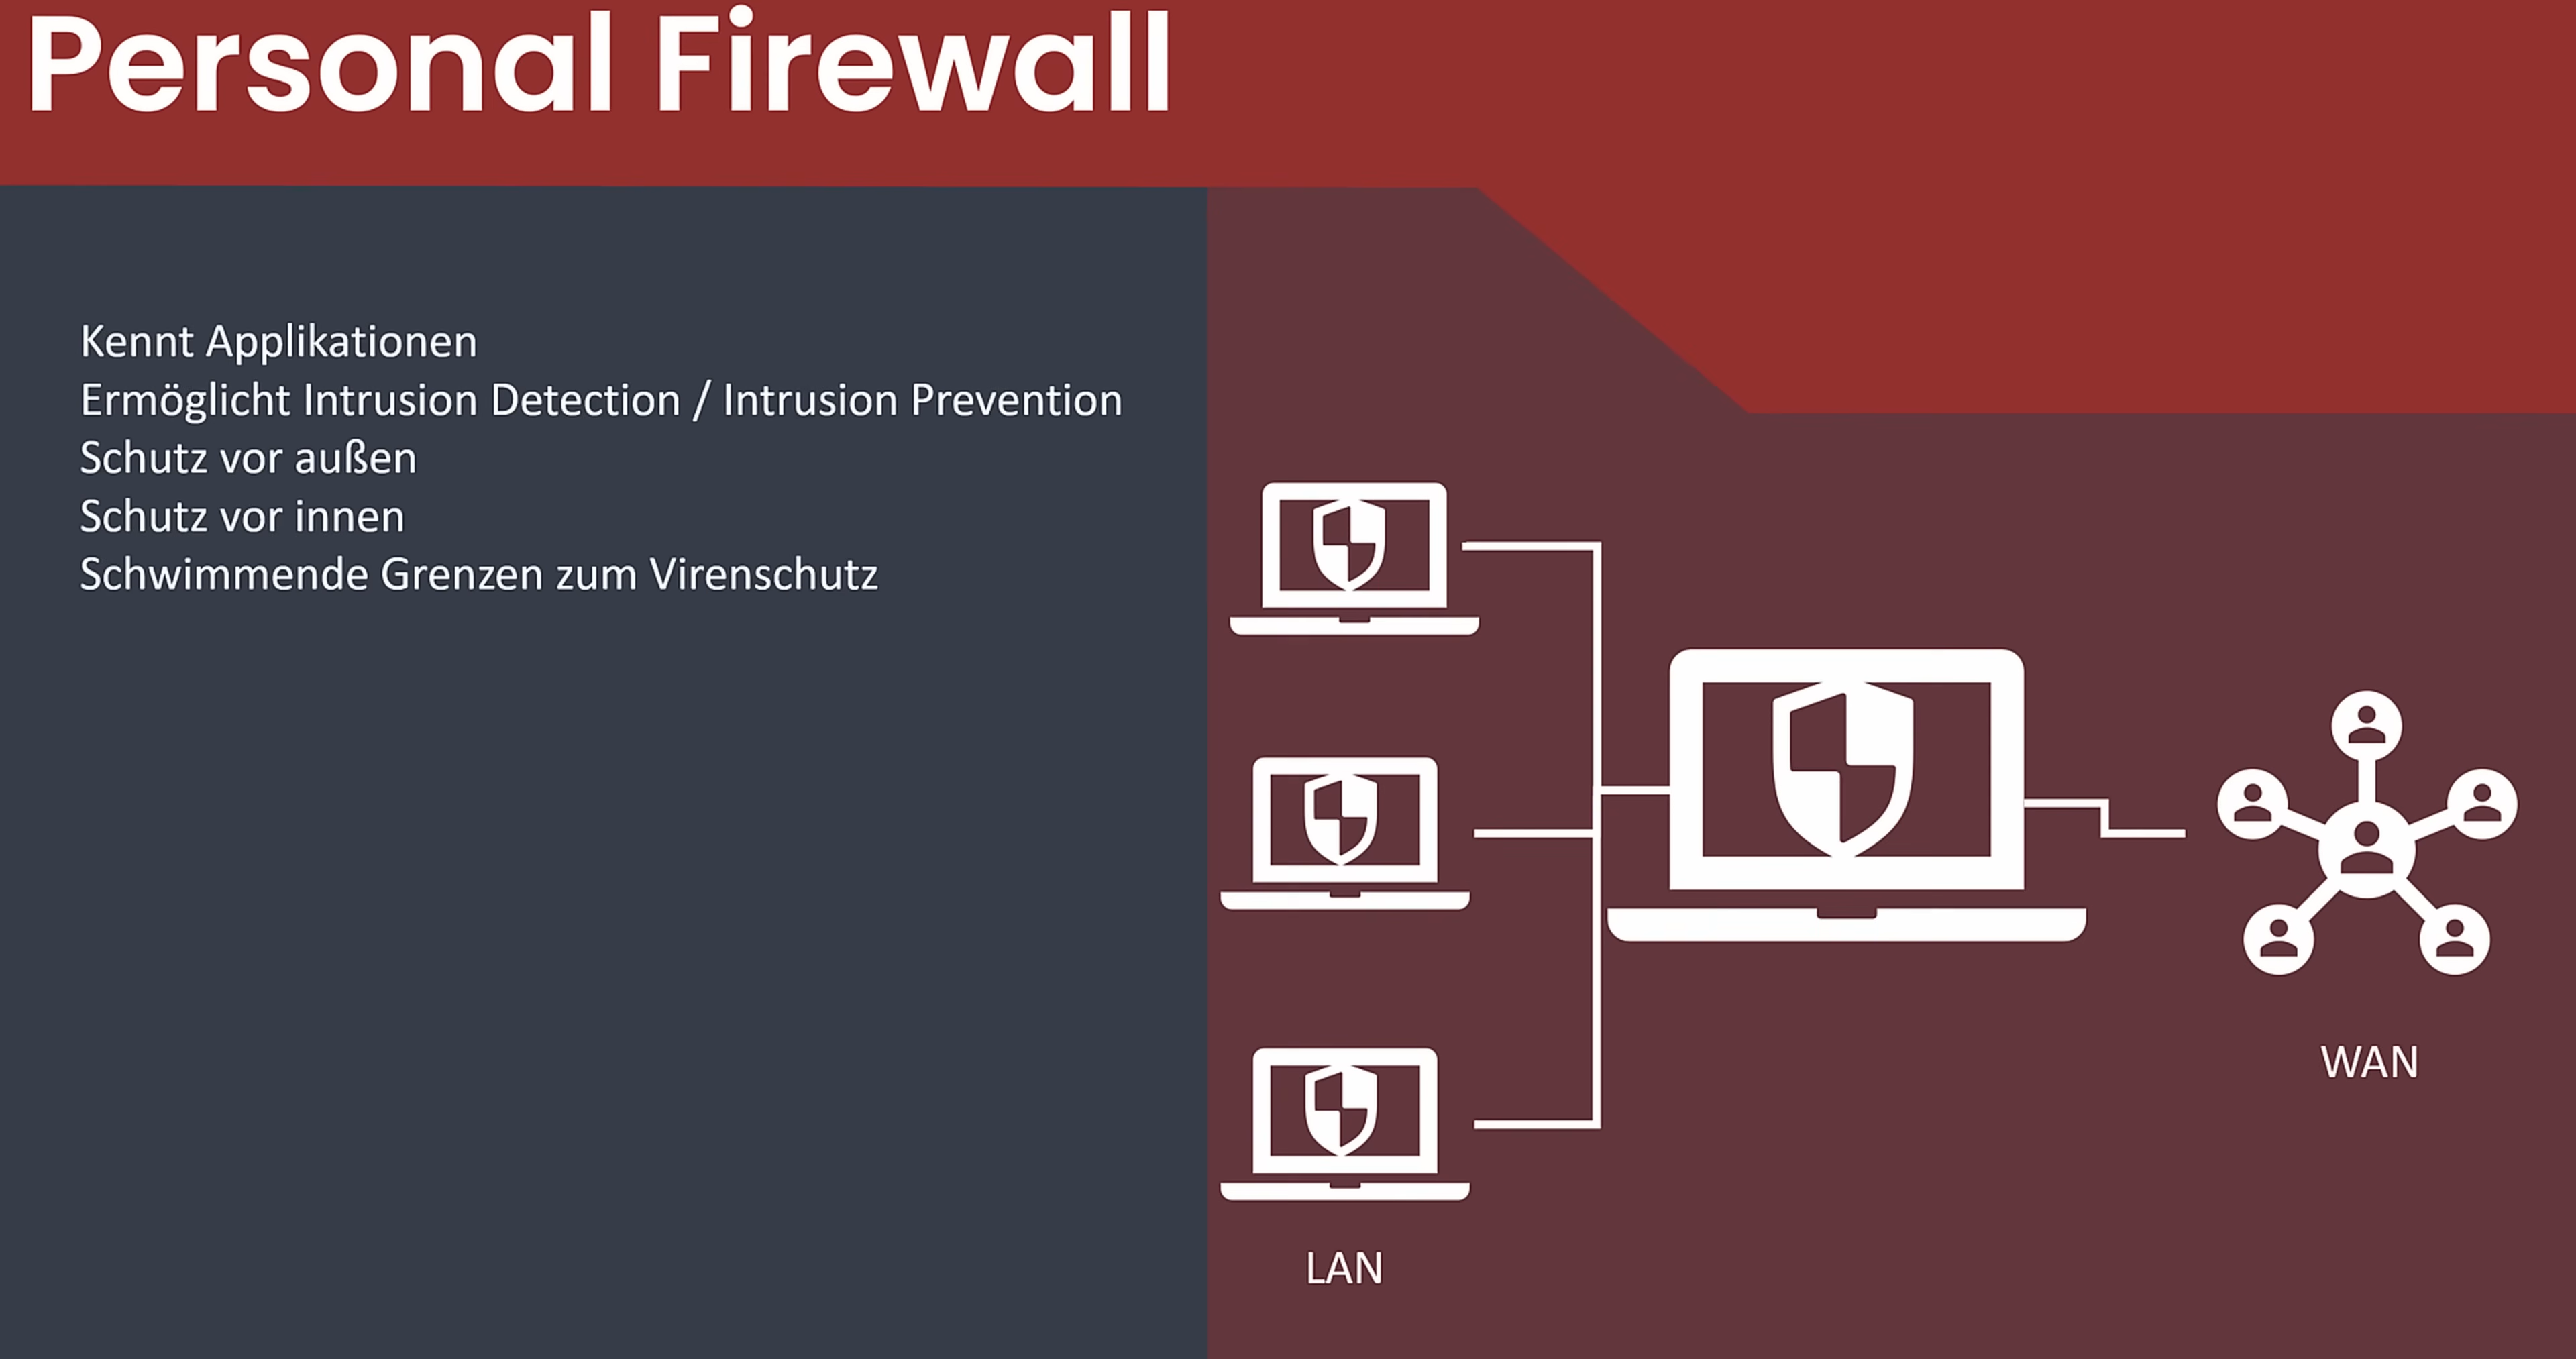 Personal Firewall
Kennt Applikationen
Ermöglicht Intrusion Detection / Intrusion Prevention
Schutz vor außen
Schutz vor innen
Schwimmende Grenzen zum Virenschutz
WAN
LAN